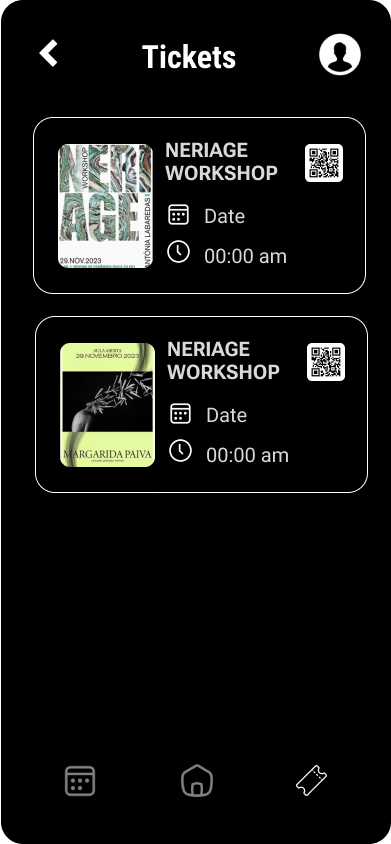 Tickets
NERIAGE
WORKSHOP
Date
00:00 am
NERI
AGE
WORKSHOP
ANTÓNIA LABAREDAS
29.NOV.2023
NERIAGE
WORKSHOP
Date
00:00 am
AULA ABERTA
29.NOVEMBRO.2023
MARGARIDA PAIVA